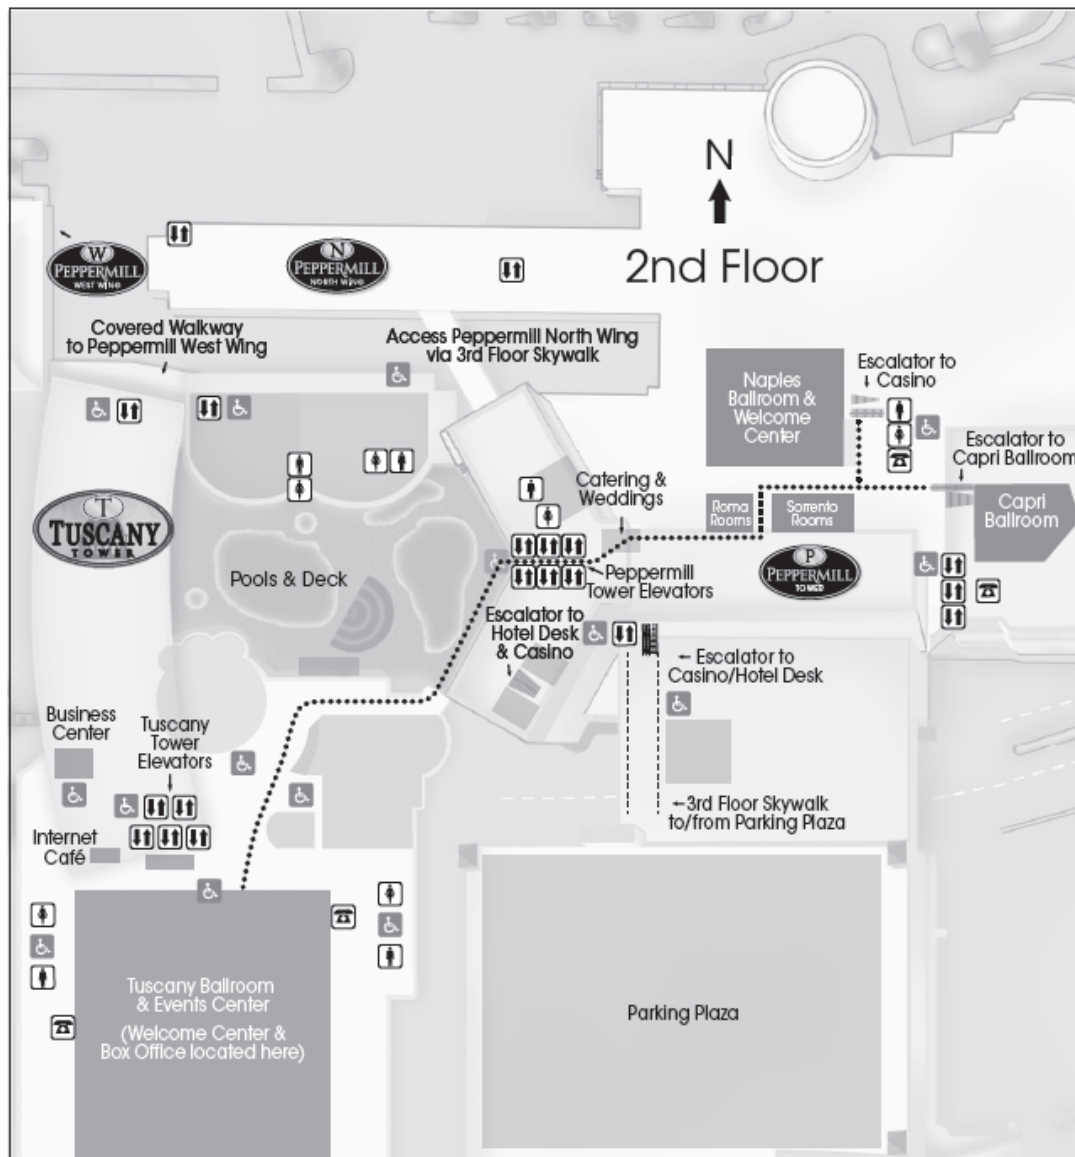 N
2nd Floor
W
PEPPERMILL
WEST WING
N
PEPPERMILL
NORTH WING
Covered Walkway
to Peppermill West Wing
Access Peppermill North Wing
via 3rd Floor Skywalk
Naples
Ballroom &
Welcome
Center
Escalator to
Casino
Escalator to
Capri Ballroom
Capri
Ballroom
Catering &
Weddings
Roma
Rooms
Sorrento
Rooms
T
TUSCANY
TOWER
Pools & Deck
Peppermill
Tower Elevators
P
PEPPERMILL
TOWER
Escalator to
Hotel Desk
& Casino
Escalator to
Casino/Hotel Desk
Business
Center
Tuscany
Tower
Elevators
3rd Floor Skywalk
to/from Parking Plaza
Internet
Café
Tuscany Ballroom
& Events Center
(Welcome Center &
Box Office located here)
Parking Plaza